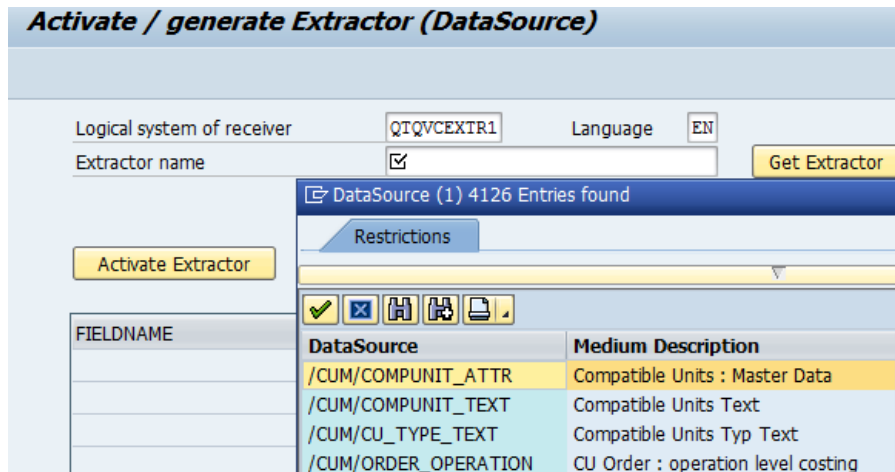 Activate / generate Extractor (DataSource)
Logical system of receiver QTQVCEXTR1 Language EN
Extractor name Get Extractor
DataSource (1) 4126 Entries found
Restrictions
Activate Extractor
FIELDNAME
DataSource Medium Description
/CUM/COMPUNIT_ATTR Compatible Units : Master Data
/CUM/COMPUNIT_TEXT Compatible Units Text
/CUM/CU_TYPE_TEXT Compatible Units Typ Text
/CUM/ORDER_OPERATION CU Order : operation level costing